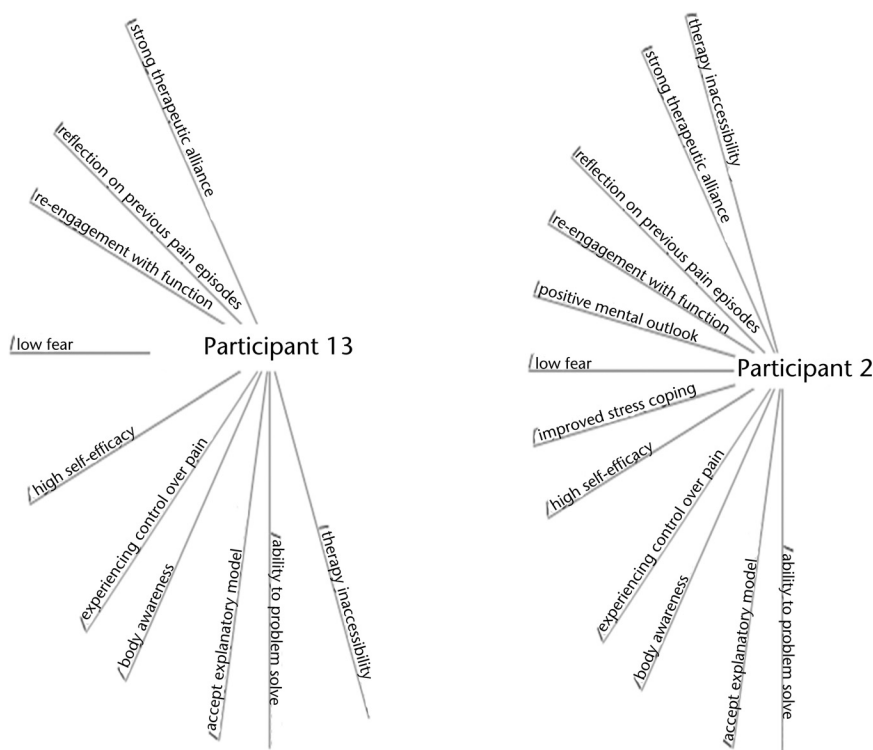 strong therapeutic alliance
reflection on previous pain episodes
re-engagement with function
low fear
Participant 13
high self-efficacy
experiencing control over pain
body awareness
accept explanatory model
ability to problem solve
therapy inaccessibility
therapy inaccessibility
strong therapeutic alliance
reflection on previous pain episodes
re-engagement with function
positive mental outlook
low fear
Participant 2
improved stress coping
high self-efficacy
experiencing control over pain
body awareness
accept explanatory model
ability to problem solve